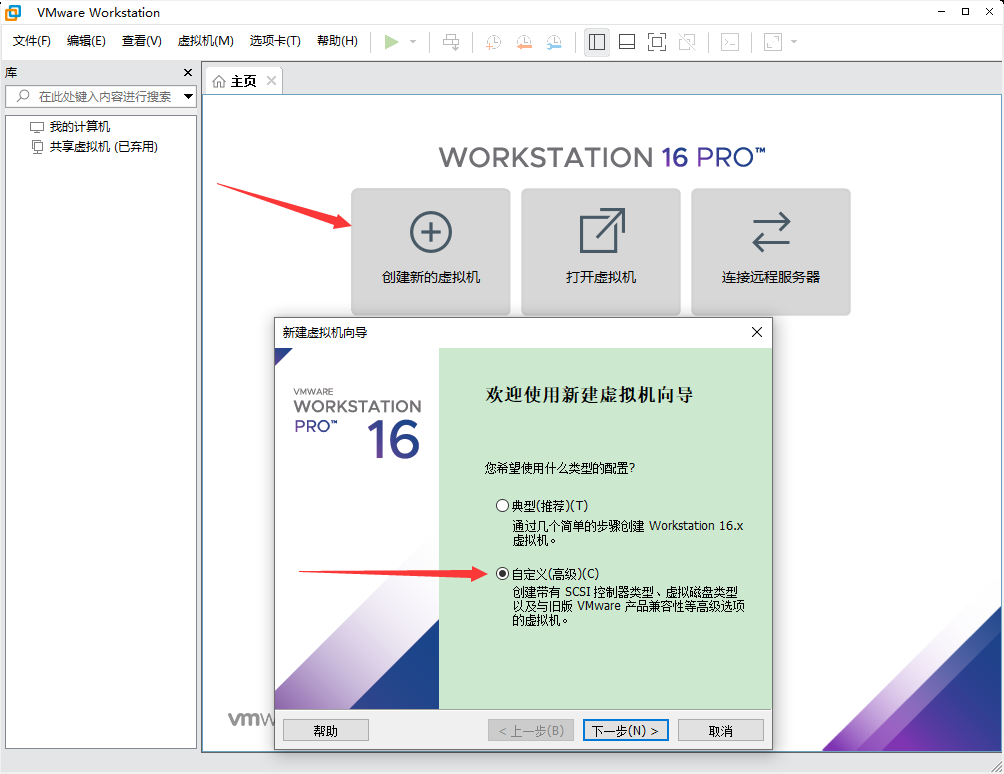 VMware Workstation
文件(F) 编辑(E) 查看(V) 虚拟机(M) 选项卡(T) 帮助(H)
库
在此处键入内容进行搜索
我的计算机
共享虚拟机 (已弃用)
主页
WORKSTATION 16 PRO™
创建新的虚拟机
打开虚拟机
连接远程服务器
新建虚拟机向导
VMWARE
WORKSTATION
PRO™ 16
欢迎使用新建虚拟机向导
您希望使用什么类型的配置?
典型(推荐)(T)
通过几个简单的步骤创建 Workstation 16.x
虚拟机。
自定义(高级)(C)
创建带有 SCSI 控制器类型、虚拟磁盘类型
以及与旧版 VMware 产品兼容性等高级选项
的虚拟机。
vmw
帮助
< 上一步(B)
下一步(N) >
取消